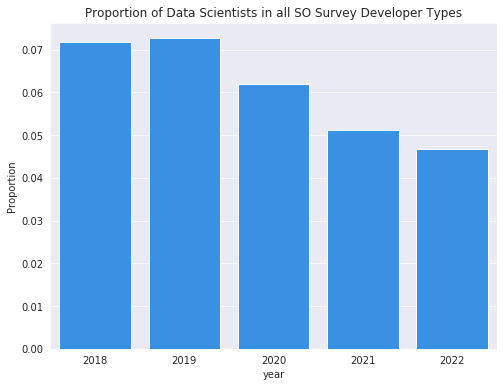 Proportion of Data Scientists in all SO Survey Developer Types
0.07
0.06
0.05
0.04
0.03
0.02
0.01
0.00
Proportion
2018 2019 2020 2021 2022
year